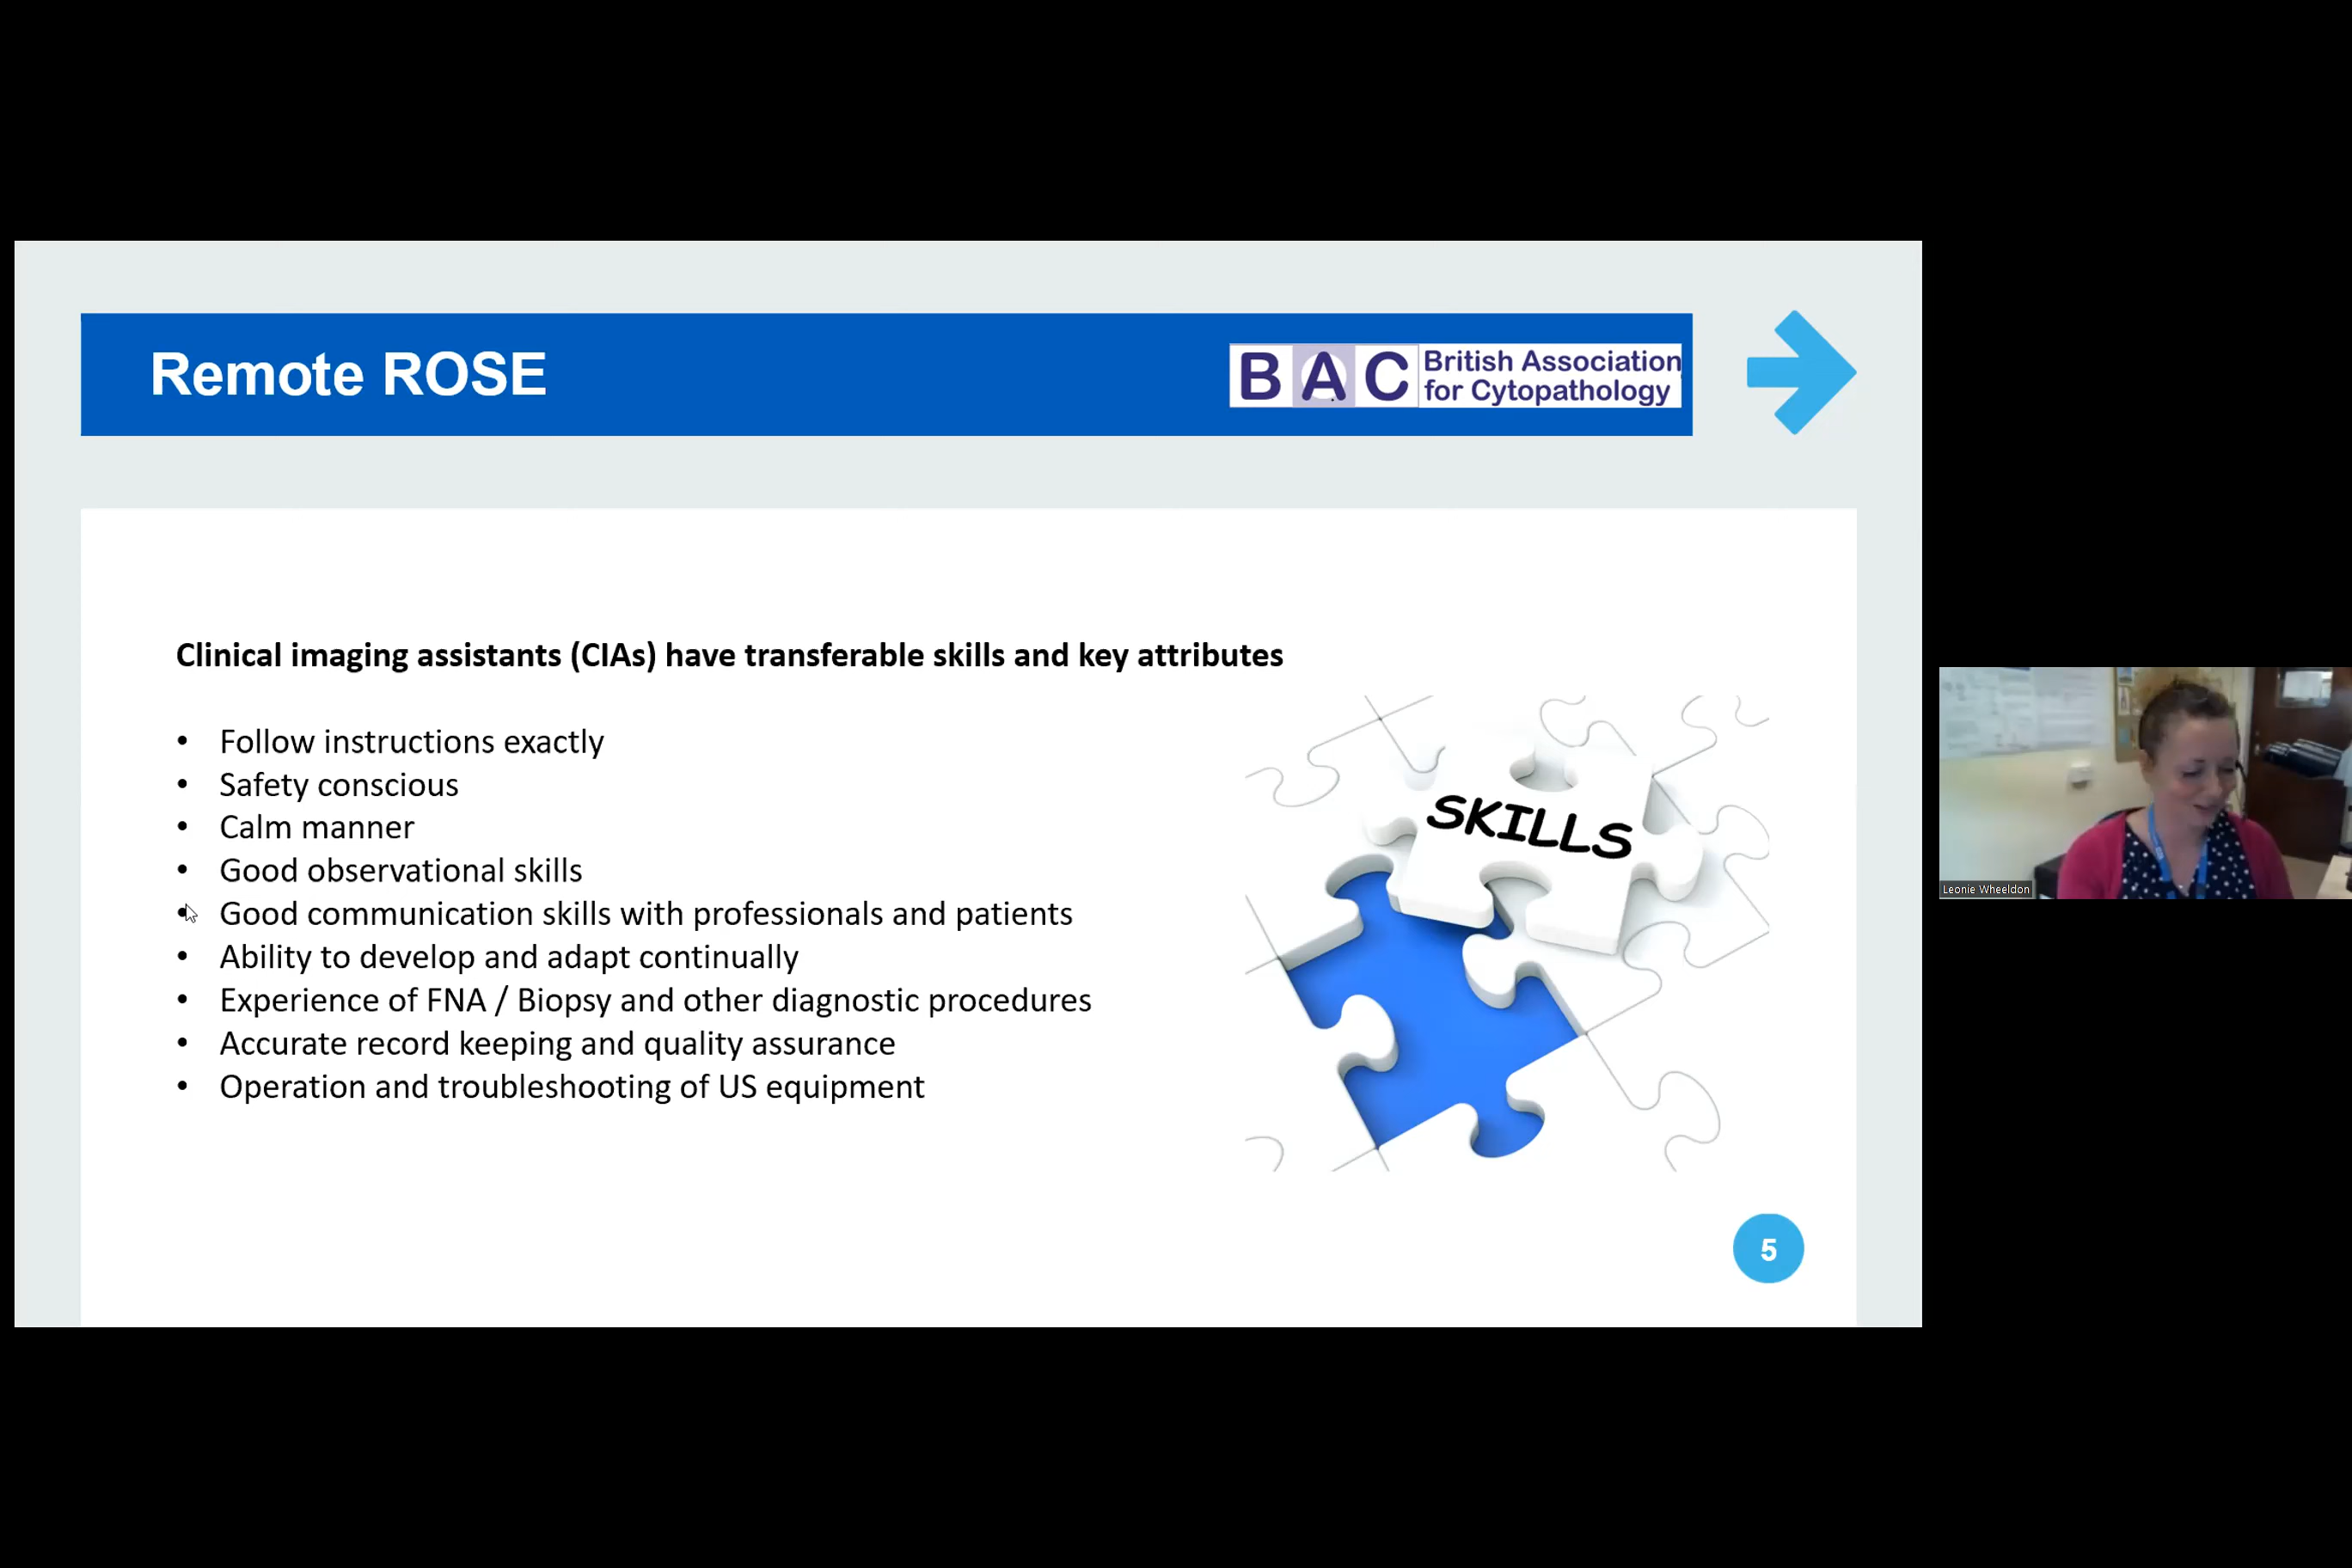 Remote ROSE
B A C British Association
for Cytopathology
Clinical imaging assistants (CIAs) have transferable skills and key attributes
• Follow instructions exactly
• Safety conscious
• Calm manner
• Good observational skills
• Good communication skills with professionals and patients
• Ability to develop and adapt continually
• Experience of FNA / Biopsy and other diagnostic procedures
• Accurate record keeping and quality assurance
• Operation and troubleshooting of US equipment
SKILLS
5
Leonie Wheeldon